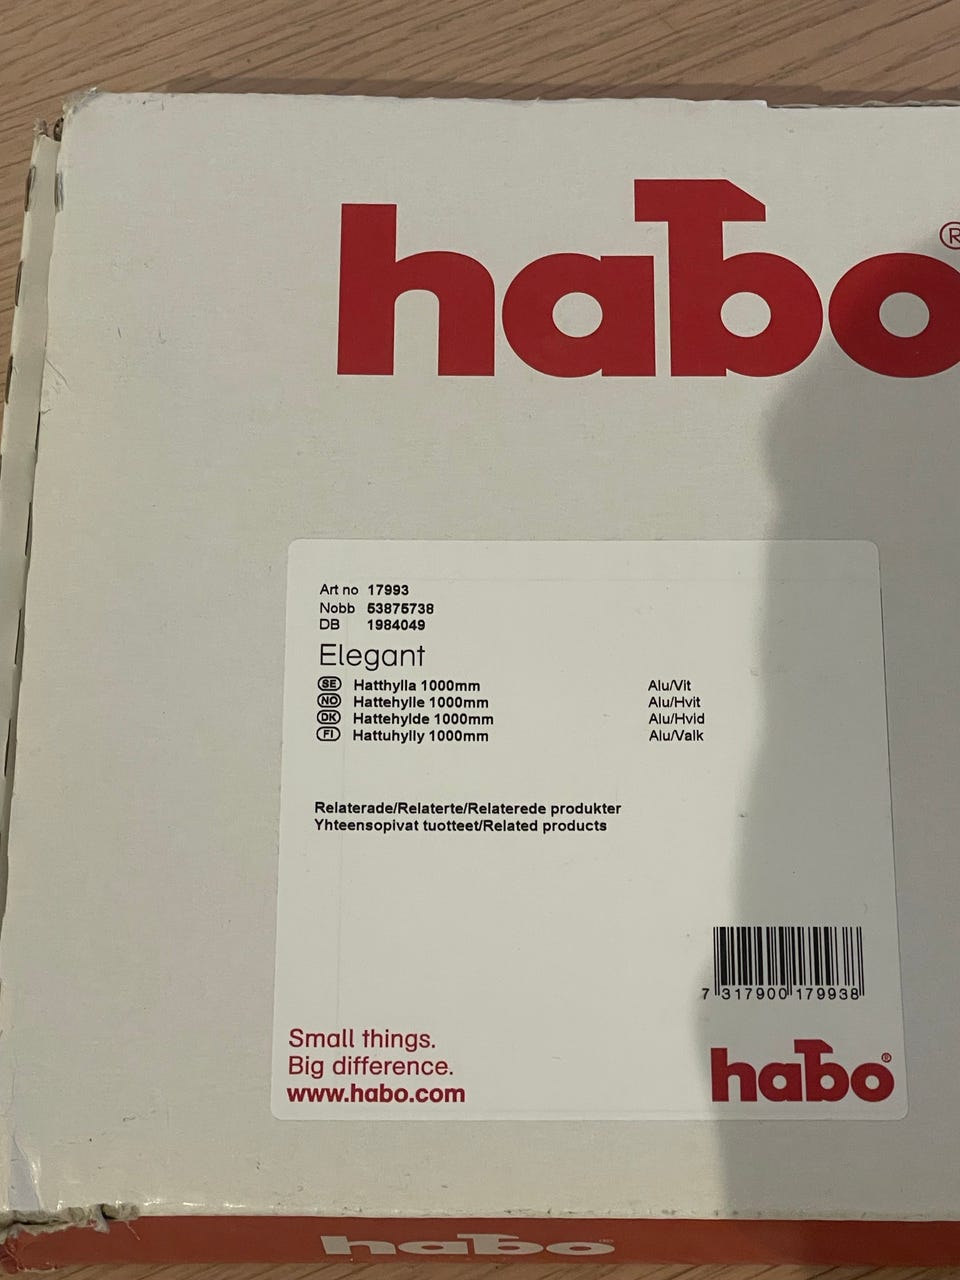 habo®
Art no 17993
Nobb 53875738
DB 1984049
Elegant
SE Hatthylla 1000mm Alu/Vit
NO Hattehylle 1000mm Alu/Hvit
DK Hattehylde 1000mm Alu/Hvid
FI Hattuhylly 1000mm Alu/Valk
Relaterade/Relaterte/Relaterede produkter
Yhteensopivat tuotteet/Related products
7 317900 179938
Small things.
Big difference.
www.habo.com
habo®
habo®